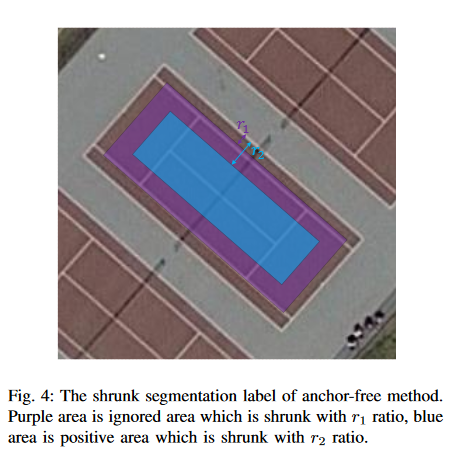 r₁
r₂
Fig. 4: The shrunk segmentation label of anchor-free method.
Purple area is ignored area which is shrunk with r₁ ratio, blue
area is positive area which is shrunk with r₂ ratio.